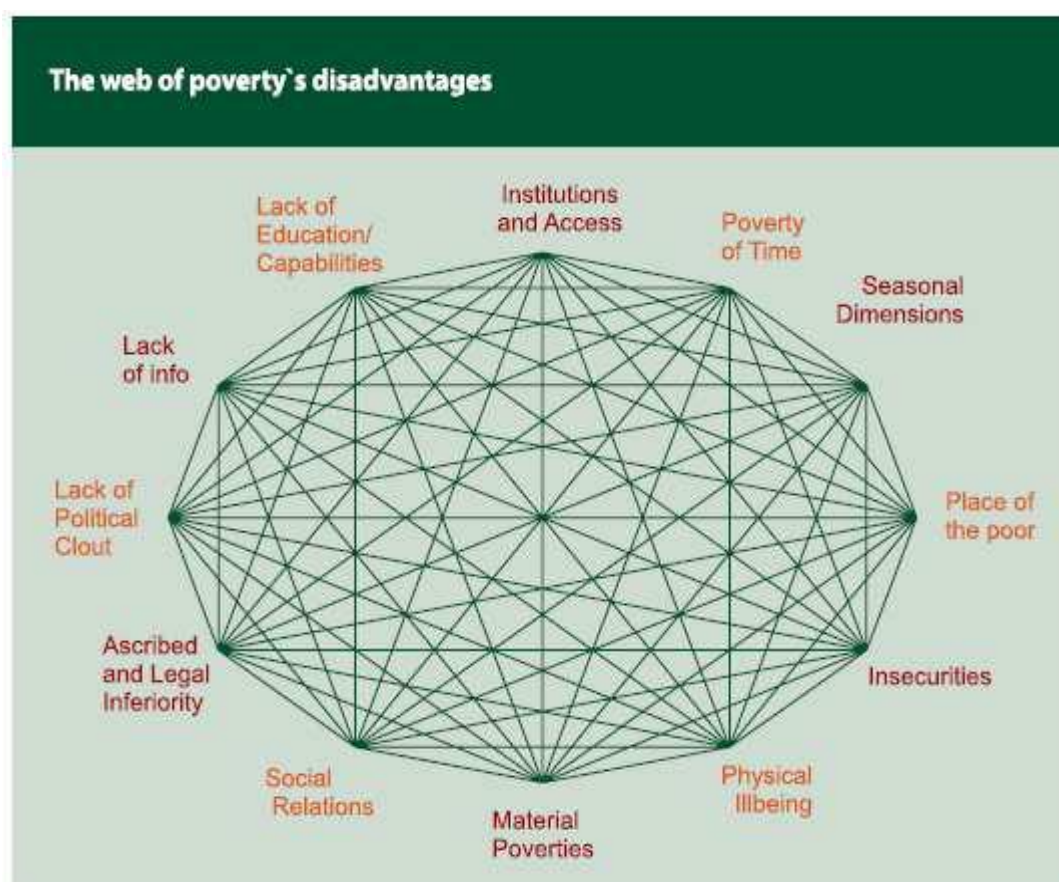 The web of poverty`s disadvantages
Institutions
and Access
Lack of
Education/
Capabilities
Poverty
of Time
Seasonal
Dimensions
Lack
of info
Lack of
Political
Clout
Place of
the poor
Ascribed
and Legal
Inferiority
Insecurities
Social
Relations
Physical
Illbeing
Material
Poverties